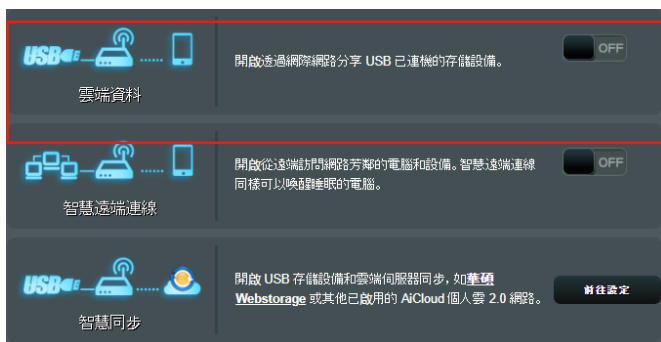 USB
開啟透過網際網路分享 USB 已連機的存儲設備。
OFF
雲端資料
開啟從遠端訪問網路芳鄰的電腦和設備。智慧遠端連線
同樣可以喚醒睡眠的電腦。
OFF
智慧遠端連線
USB
開啟 USB 存儲設備和雲端伺服器同步，如華碩
Webstorage 或其他已啟用的 AiCloud 個人雲 2.0 網路。
前往設定
智慧同步